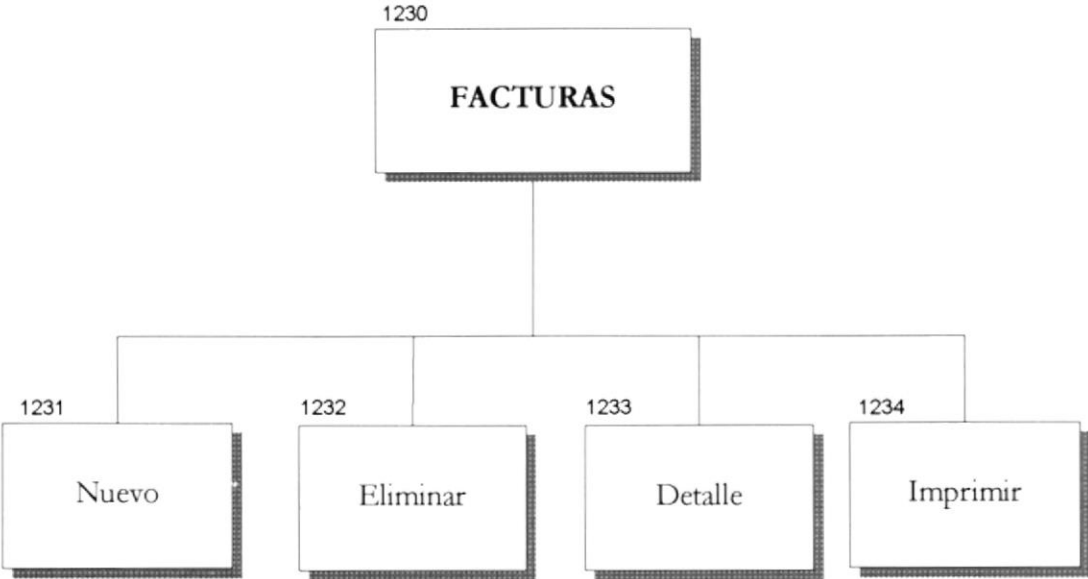 1230
FACTURAS
1231
Nuevo
1232
Eliminar
1233
Detalle
1234
Imprimir